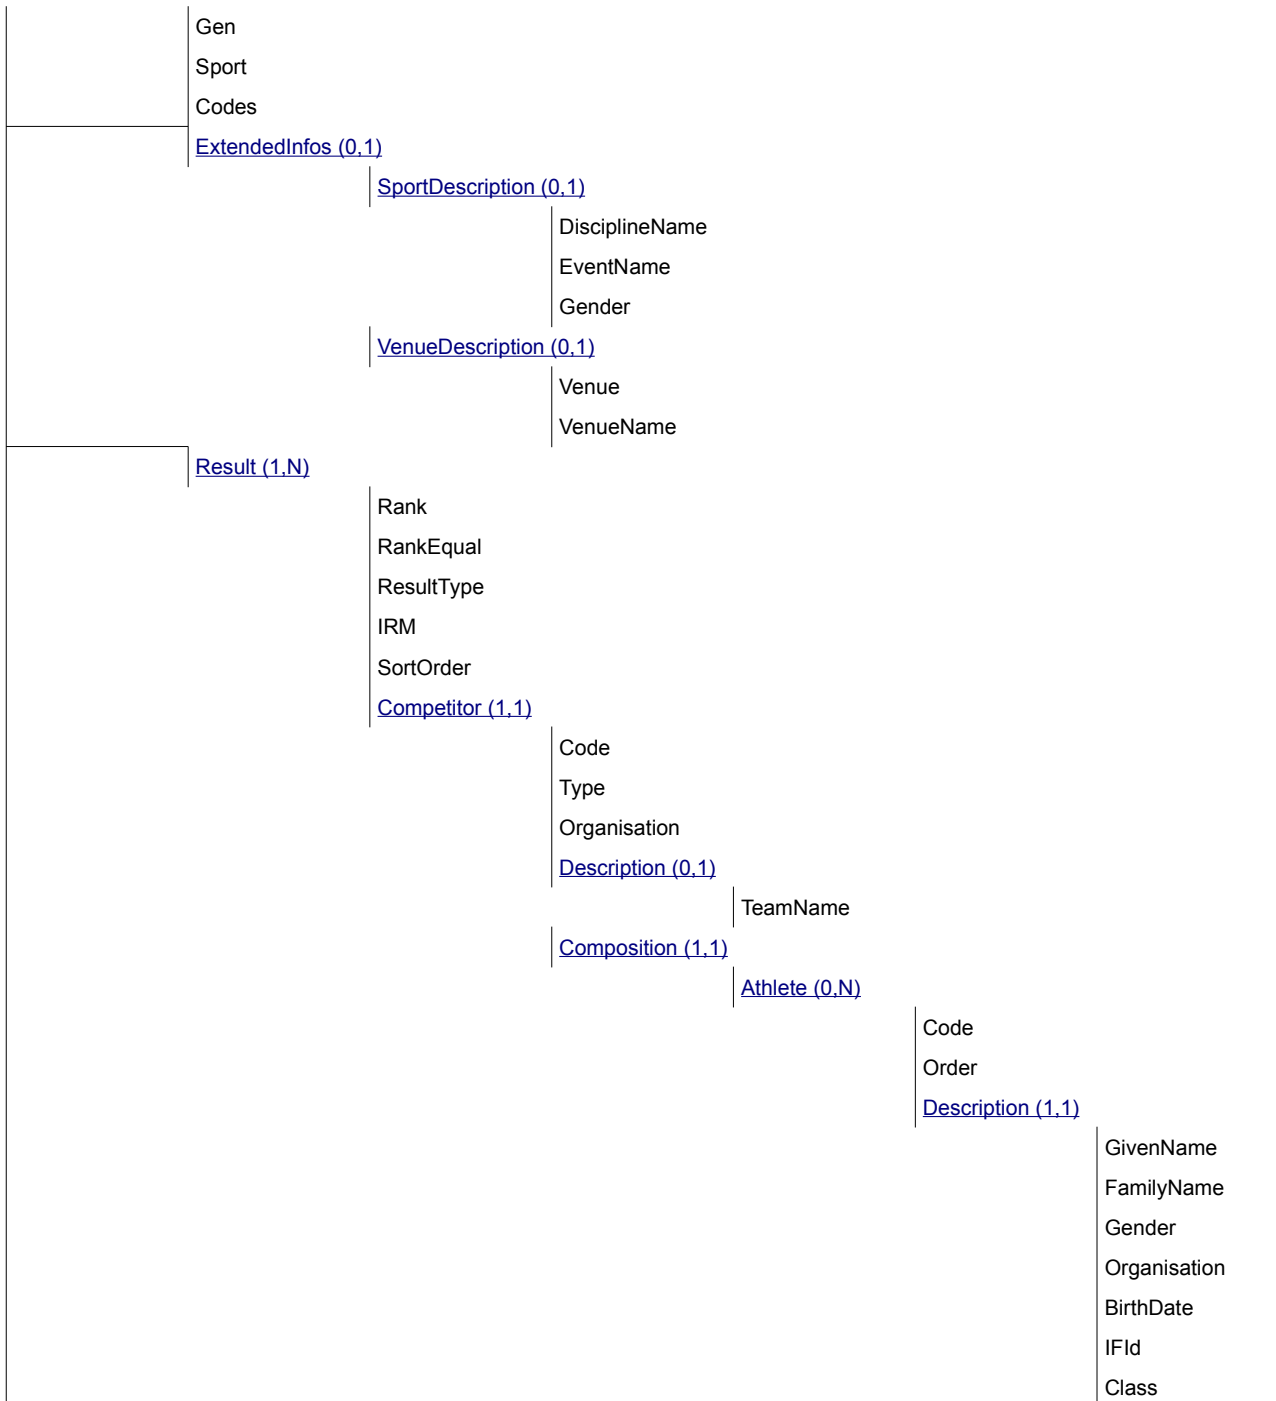 Gen
Sport
Codes
ExtendedInfos (0,1)
SportDescription (0,1)
DisciplineName
EventName
Gender
VenueDescription (0,1)
Venue
VenueName
Result (1,N)
Rank
RankEqual
ResultType
IRM
SortOrder
Competitor (1,1)
Code
Type
Organisation
Description (0,1)
TeamName
Composition (1,1)
Athlete (0,N)
Code
Order
Description (1,1)
GivenName
FamilyName
Gender
Organisation
BirthDate
IFId
Class